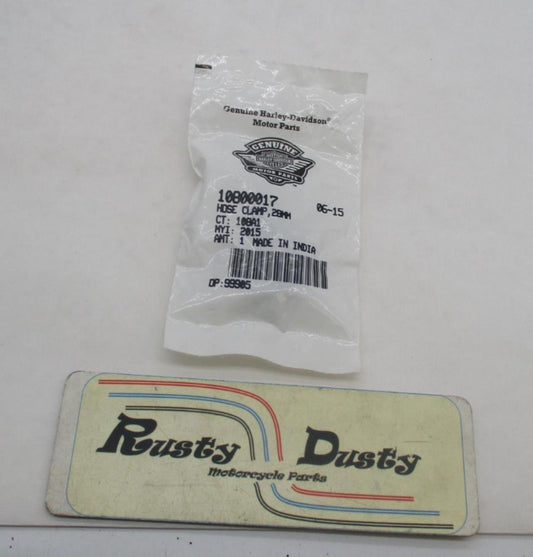 Genuine Harley-Davidson®
Motor Parts
GENUINE
MOTOR PARTS
10800017 06-15
HOSE CLAMP,28MM
CT: 108A1
MYI: 2015
AMT: 1 MADE IN INDIA
DP:99905
Rusty Dusty
Motorcycle Parts